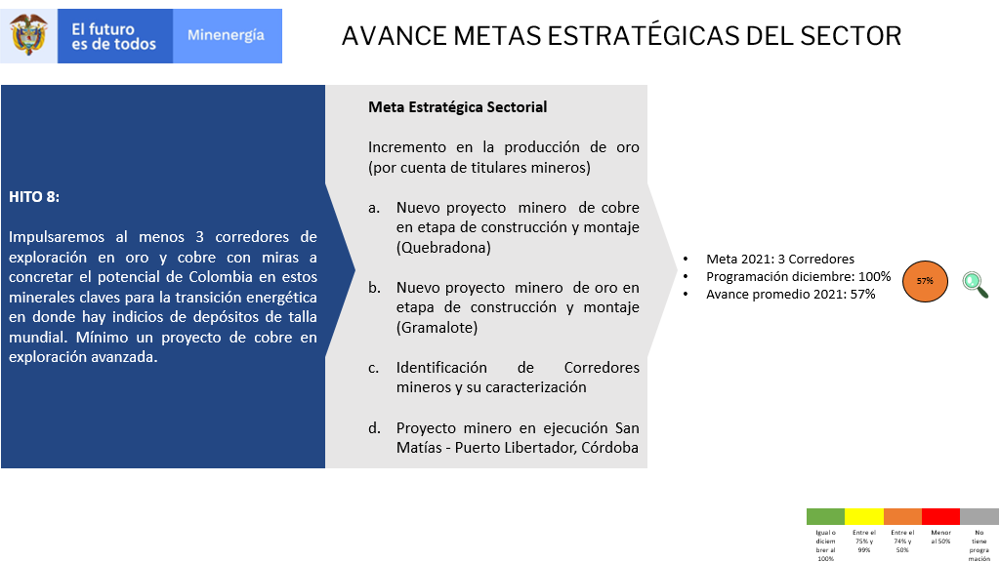 El futuro
es de todos
Minenergía
AVANCE METAS ESTRATÉGICAS DEL SECTOR
HITO 8:
Impulsaremos al menos 3 corredores de
exploración en oro y cobre con miras a
concretar el potencial de Colombia en estos
minerales claves para la transición energética
en donde hay indicios de depósitos de talla
mundial. Mínimo un proyecto de cobre en
exploración avanzada.
Meta Estratégica Sectorial
Incremento en la producción de oro
(por cuenta de titulares mineros)
a. Nuevo proyecto minero de cobre
en etapa de construcción y montaje
(Quebradona)
b. Nuevo proyecto minero de oro en
etapa de construcción y montaje
(Gramalote)
c. Identificación de Corredores
mineros y su caracterización
d. Proyecto minero en ejecución San
Matías - Puerto Libertador, Córdoba
• Meta 2021: 3 Corredores
• Programación diciembre: 100%
• Avance promedio 2021: 57%
57%
Igual o
diciem
brer al
100%
Entre el
75% y
99%
Entre el
74% y
50%
Menor
al 50%
No
tiene
progra
mación